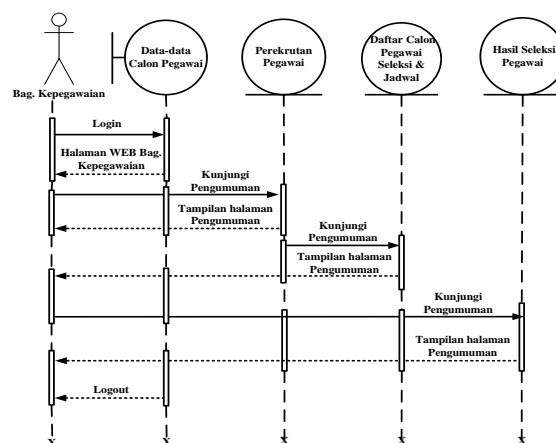 Bag. Kepegawaian
Data-data
Calon Pegawai
Perekrutan
Pegawai
Daftar Calon
Pegawai
Seleksi &
Jadwal
Hasil Seleksi
Pegawai
Login
Halaman WEB Bag.
Kepegawaian
Kunjungi
Pengumuman
Tampilan halaman
Pengumuman
Kunjungi
Pengumuman
Tampilan halaman
Pengumuman
Kunjungi
Pengumuman
Tampilan halaman
Pengumuman
Logout
X X X X X